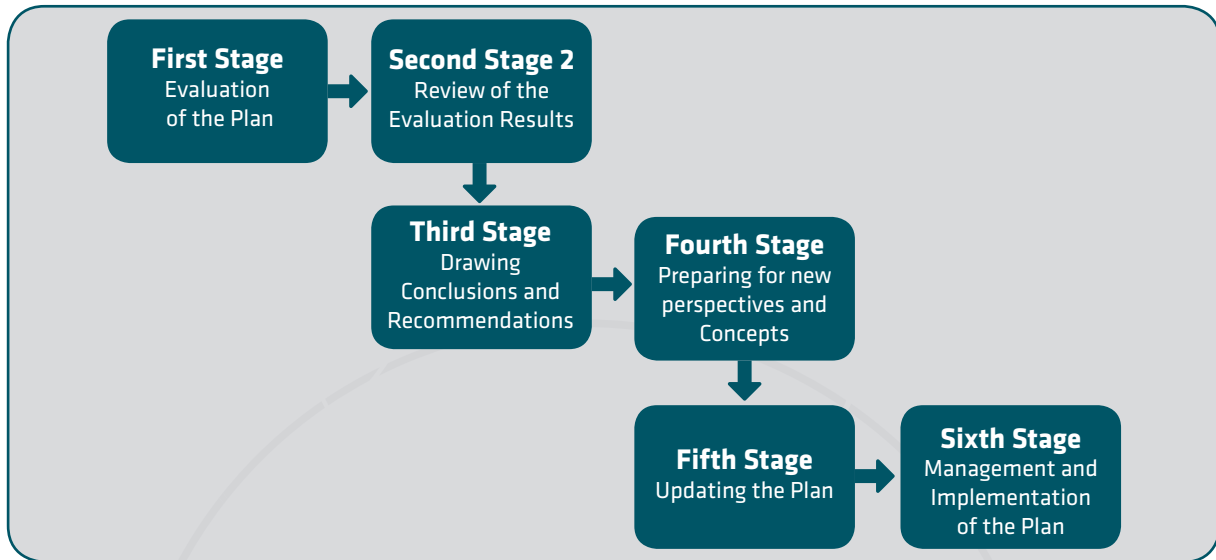 First Stage
Evaluation
of the Plan
Second Stage 2
Review of the
Evaluation Results
Third Stage
Drawing
Conclusions and
Recommendations
Fourth Stage
Preparing for new
perspectives and
Concepts
Fifth Stage
Updating the Plan
Sixth Stage
Management and
Implementation
of the Plan